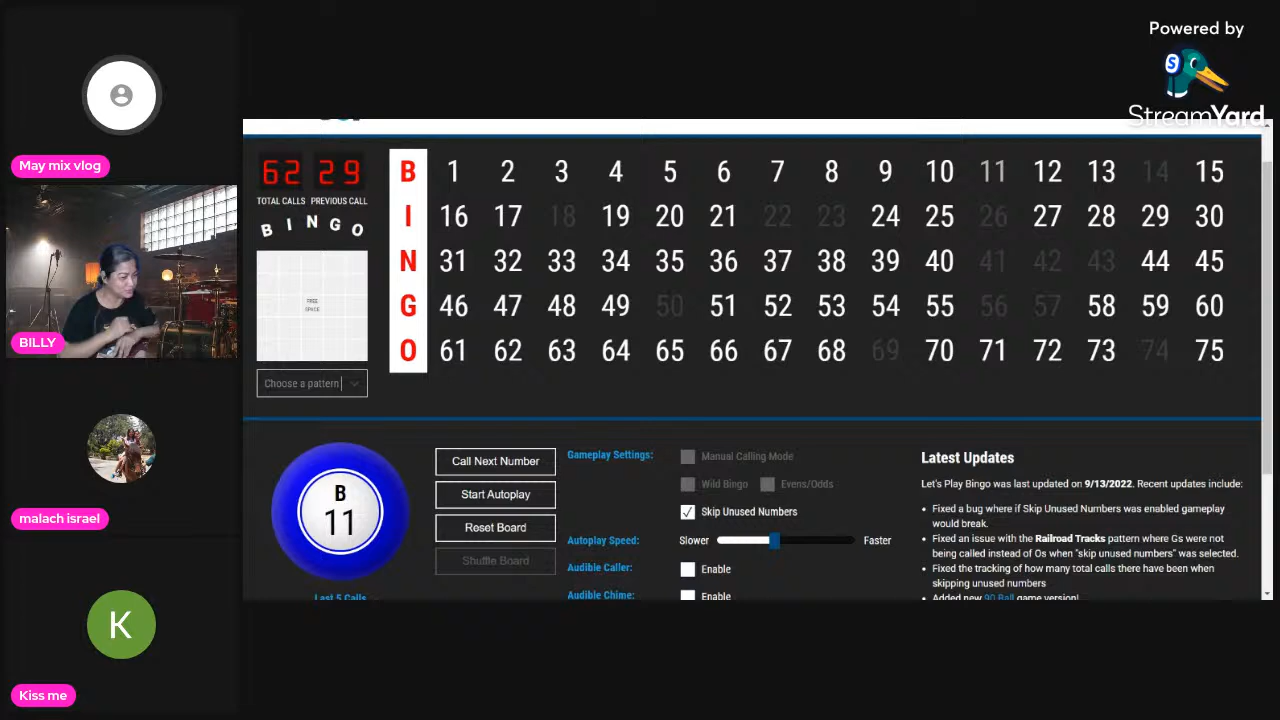 Powered by
StreamYard
May mix vlog
BILLY
malach israel
K
Kiss me
62 29
TOTAL CALLS PREVIOUS CALL
B I N G O
FREE
SPACE
Choose a pattern
B 1 2 3 4 5 6 7 8 9 10 11 12 13 14 15
I 16 17 18 19 20 21 22 23 24 25 26 27 28 29 30
N 31 32 33 34 35 36 37 38 39 40 41 42 43 44 45
G 46 47 48 49 50 51 52 53 54 55 56 57 58 59 60
O 61 62 63 64 65 66 67 68 69 70 71 72 73 74 75
B
11
Last 5 Calls
Call Next Number
Start Autoplay
Reset Board
Shuffle Board
Gameplay Settings:
Manual Calling Mode
Wild Bingo Evens/Odds
Skip Unused Numbers
Autoplay Speed: Slower Faster
Audible Caller: Enable
Audible Chime: Enable
Latest Updates
Let's Play Bingo was last updated on 9/13/2022. Recent updates include:
Fixed a bug where if Skip Unused Numbers was enabled gameplay
would break.
Fixed an issue with the Railroad Tracks pattern where Gs were not
being called instead of Os when "skip unused numbers" was selected.
Fixed the tracking of how many total calls there have been when
skipping unused numbers
Added new 90 Ball game version!